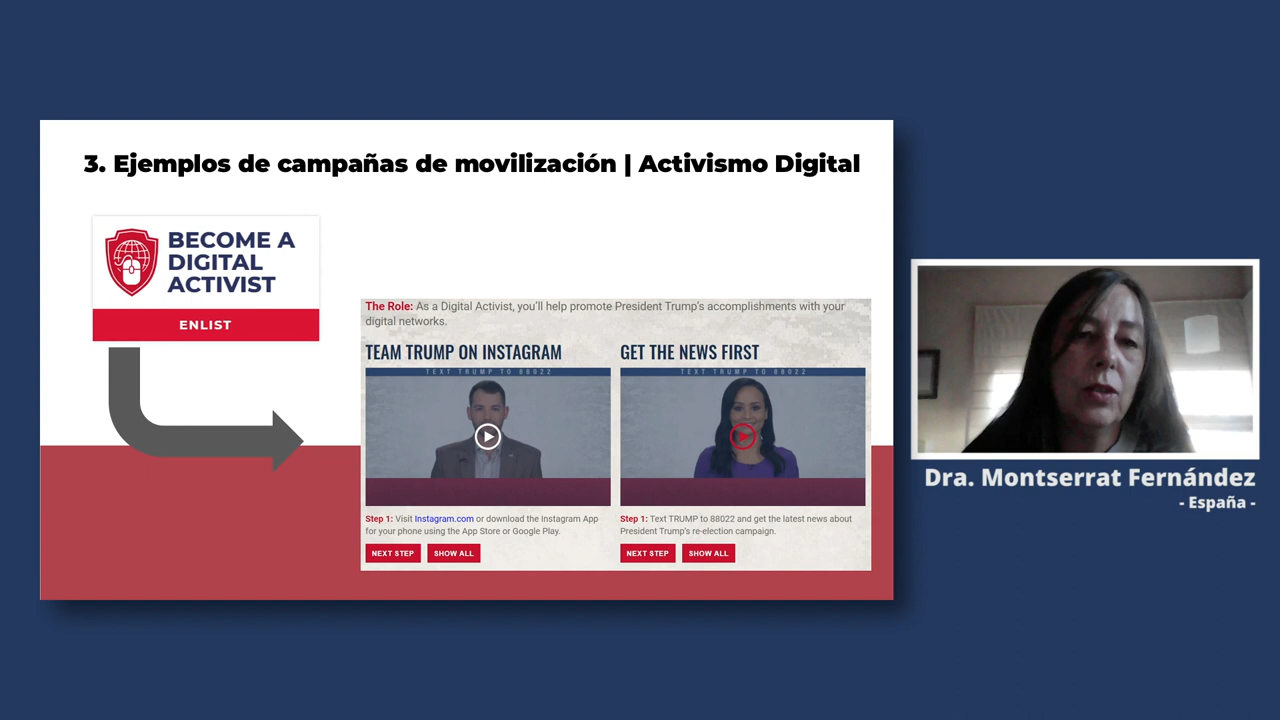 3. Ejemplos de campañas de movilización | Activismo Digital
BECOME A
DIGITAL
ACTIVIST
ENLIST
The Role: As a Digital Activist, you'll help promote President Trump's accomplishments with your
digital networks.
TEAM TRUMP ON INSTAGRAM
TEXT TRUMP TO 88022
Step 1: Visit Instagram.com or download the Instagram App
for your phone using the App Store or Google Play.
NEXT STEP
SHOW ALL
GET THE NEWS FIRST
TEXT TRUMP TO 88022
Step 1: Text TRUMP to 88022 and get the latest news about
President Trump's re-election campaign.
NEXT STEP
SHOW ALL
Dra. Montserrat Fernández
- España -